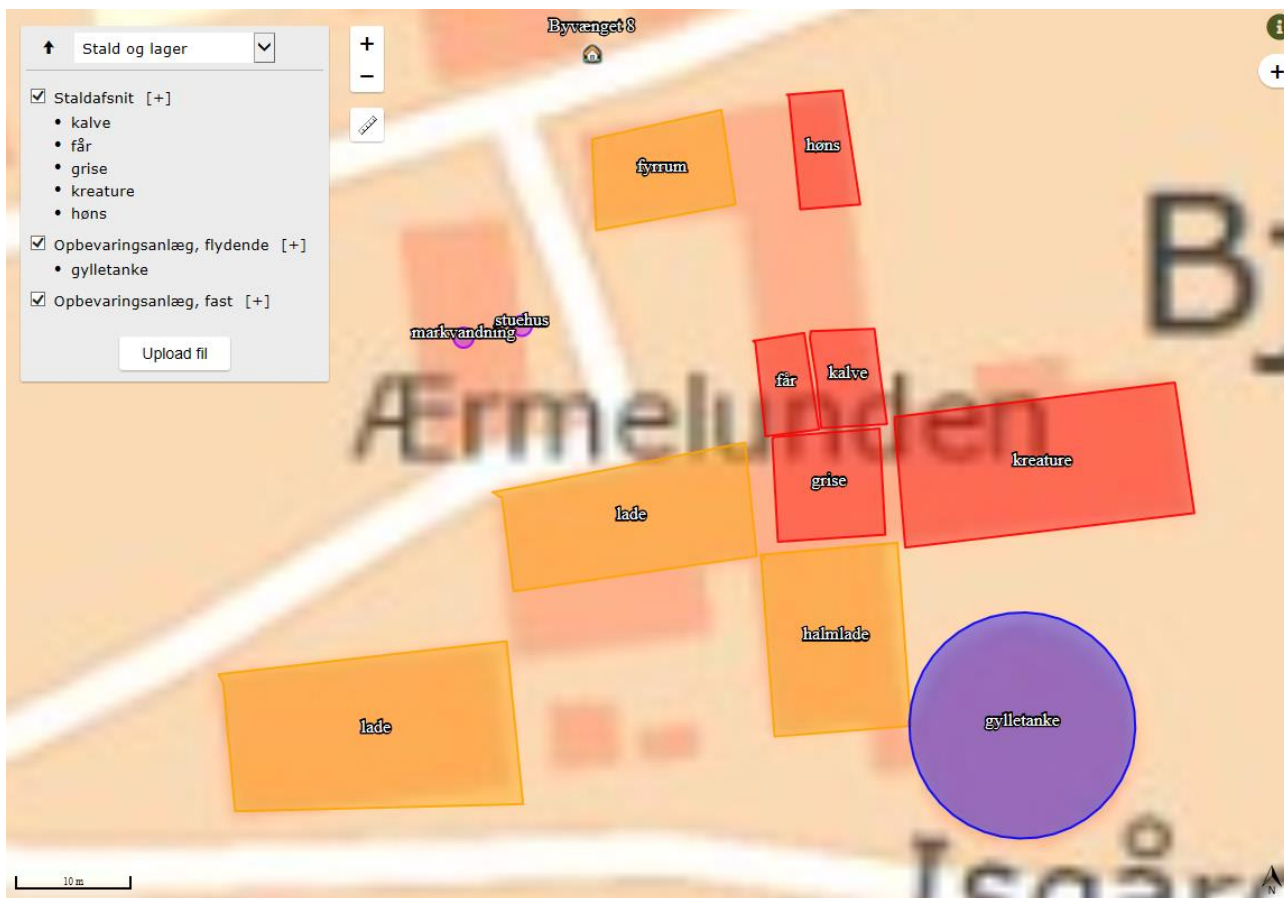 Stald og lager
Staldafsnit [+]
kalve
får
grise
kreature
høns
Opbevaringsanlæg, flydende [+]
gylletanke
Opbevaringsanlæg, fast [+]
Upload fil
+
−
Byvænget 8
i
+
fyrrum
høns
stuehus
markvandning
Ærmelunden
får
kalve
kreature
grise
lade
halmlade
lade
gylletanke
10 m
N